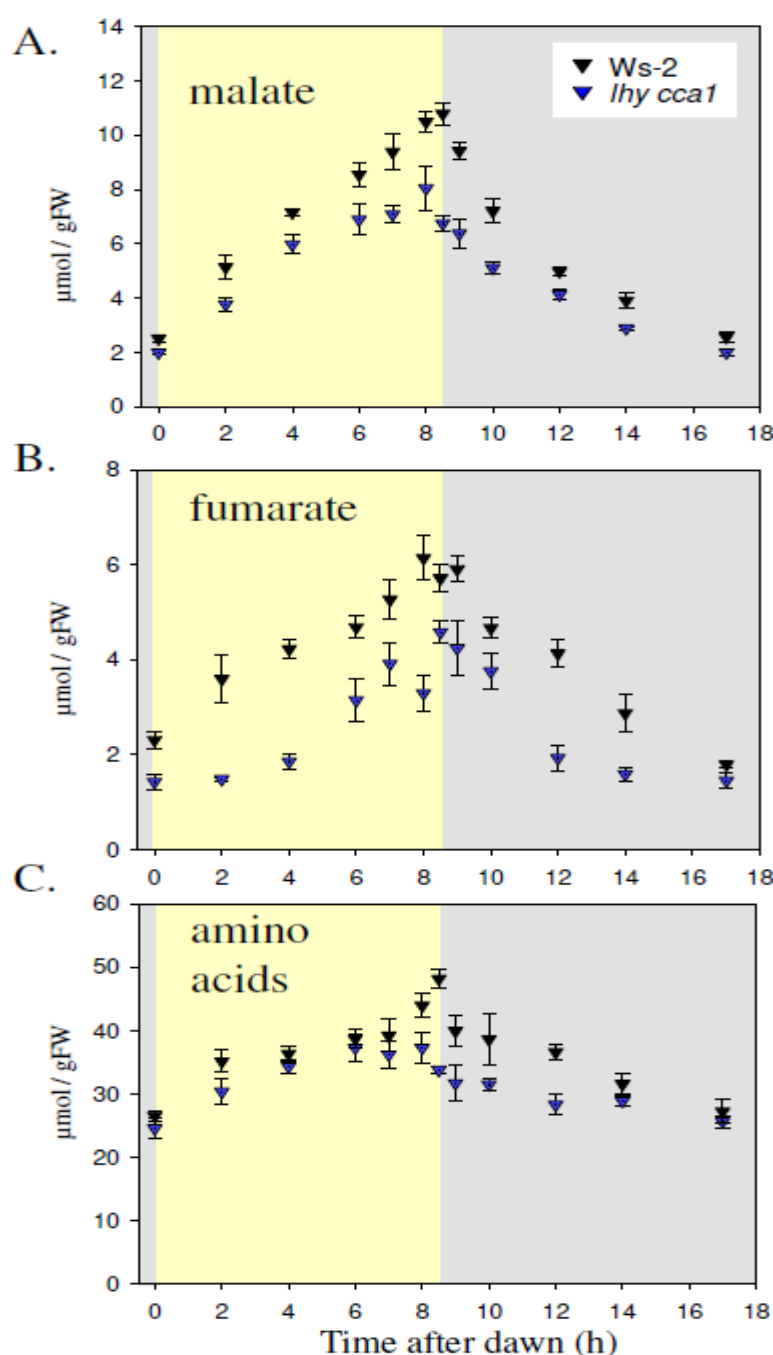 A.
14
12
10
8
6
4
2
0
µmol / gFW
malate
Ws-2
lhy cca1
0 2 4 6 8 10 12 14 16 18
B.
8
6
4
2
0
µmol / gFW
fumarate
0 2 4 6 8 10 12 14 16 18
C.
60
50
40
30
20
10
0
µmol / gFW
amino
acids
0 2 4 6 8 10 12 14 16 18
Time after dawn (h)